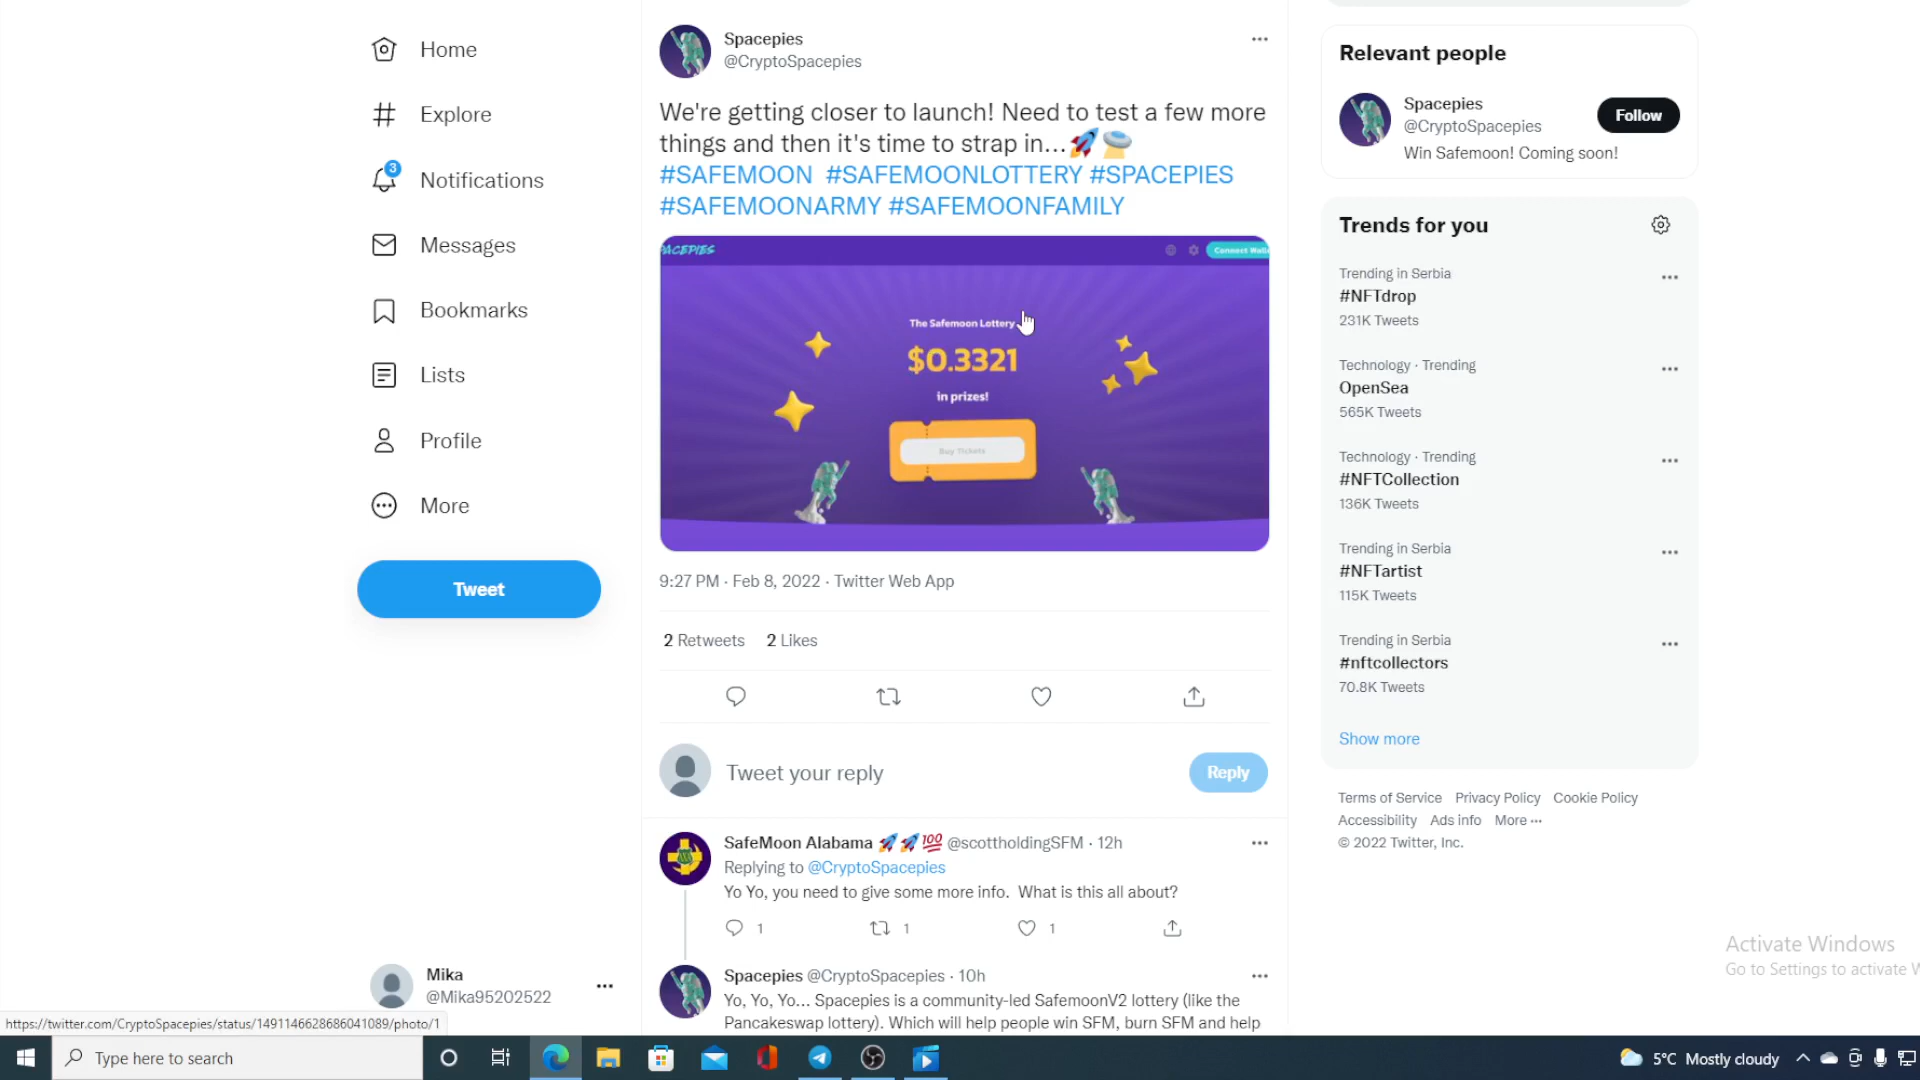 Home
Explore
3
Notifications
Messages
Bookmarks
Lists
Profile
More
Tweet
Mika
@Mika95202522
Spacepies
@CryptoSpacepies
We're getting closer to launch! Need to test a few more
things and then it's time to strap in...
#SAFEMOON #SAFEMOONLOTTERY #SPACEPIES
#SAFEMOONARMY #SAFEMOONFAMILY
PACEPIES
Connect Walle
The Safemoon Lottery
$0.3321
in prizes!
Buy Tickets
9:27 PM · Feb 8, 2022 · Twitter Web App
2 Retweets 2 Likes
Tweet your reply
Reply
SafeMoon Alabama 🚀🚀💯 @scottholdingSFM · 12h
Replying to @CryptoSpacepies
Yo Yo, you need to give some more info. What is this all about?
1 1 1
Spacepies @CryptoSpacepies · 10h
Yo, Yo, Yo... Spacepies is a community-led SafemoonV2 lottery (like the
Pancakeswap lottery). Which will help people win SFM, burn SFM and help
Relevant people
Spacepies
@CryptoSpacepies
Follow
Win Safemoon! Coming soon!
Trends for you
Trending in Serbia
#NFTdrop
231K Tweets
Technology · Trending
OpenSea
565K Tweets
Technology · Trending
#NFTCollection
136K Tweets
Trending in Serbia
#NFTartist
115K Tweets
Trending in Serbia
#nftcollectors
70.8K Tweets
Show more
Terms of Service Privacy Policy Cookie Policy
Accessibility Ads info More ···
© 2022 Twitter, Inc.
Activate Windows
Go to Settings to activate W
https://twitter.com/CryptoSpacepies/status/1491146628686041089/photo/1
Type here to search
5°C Mostly cloudy